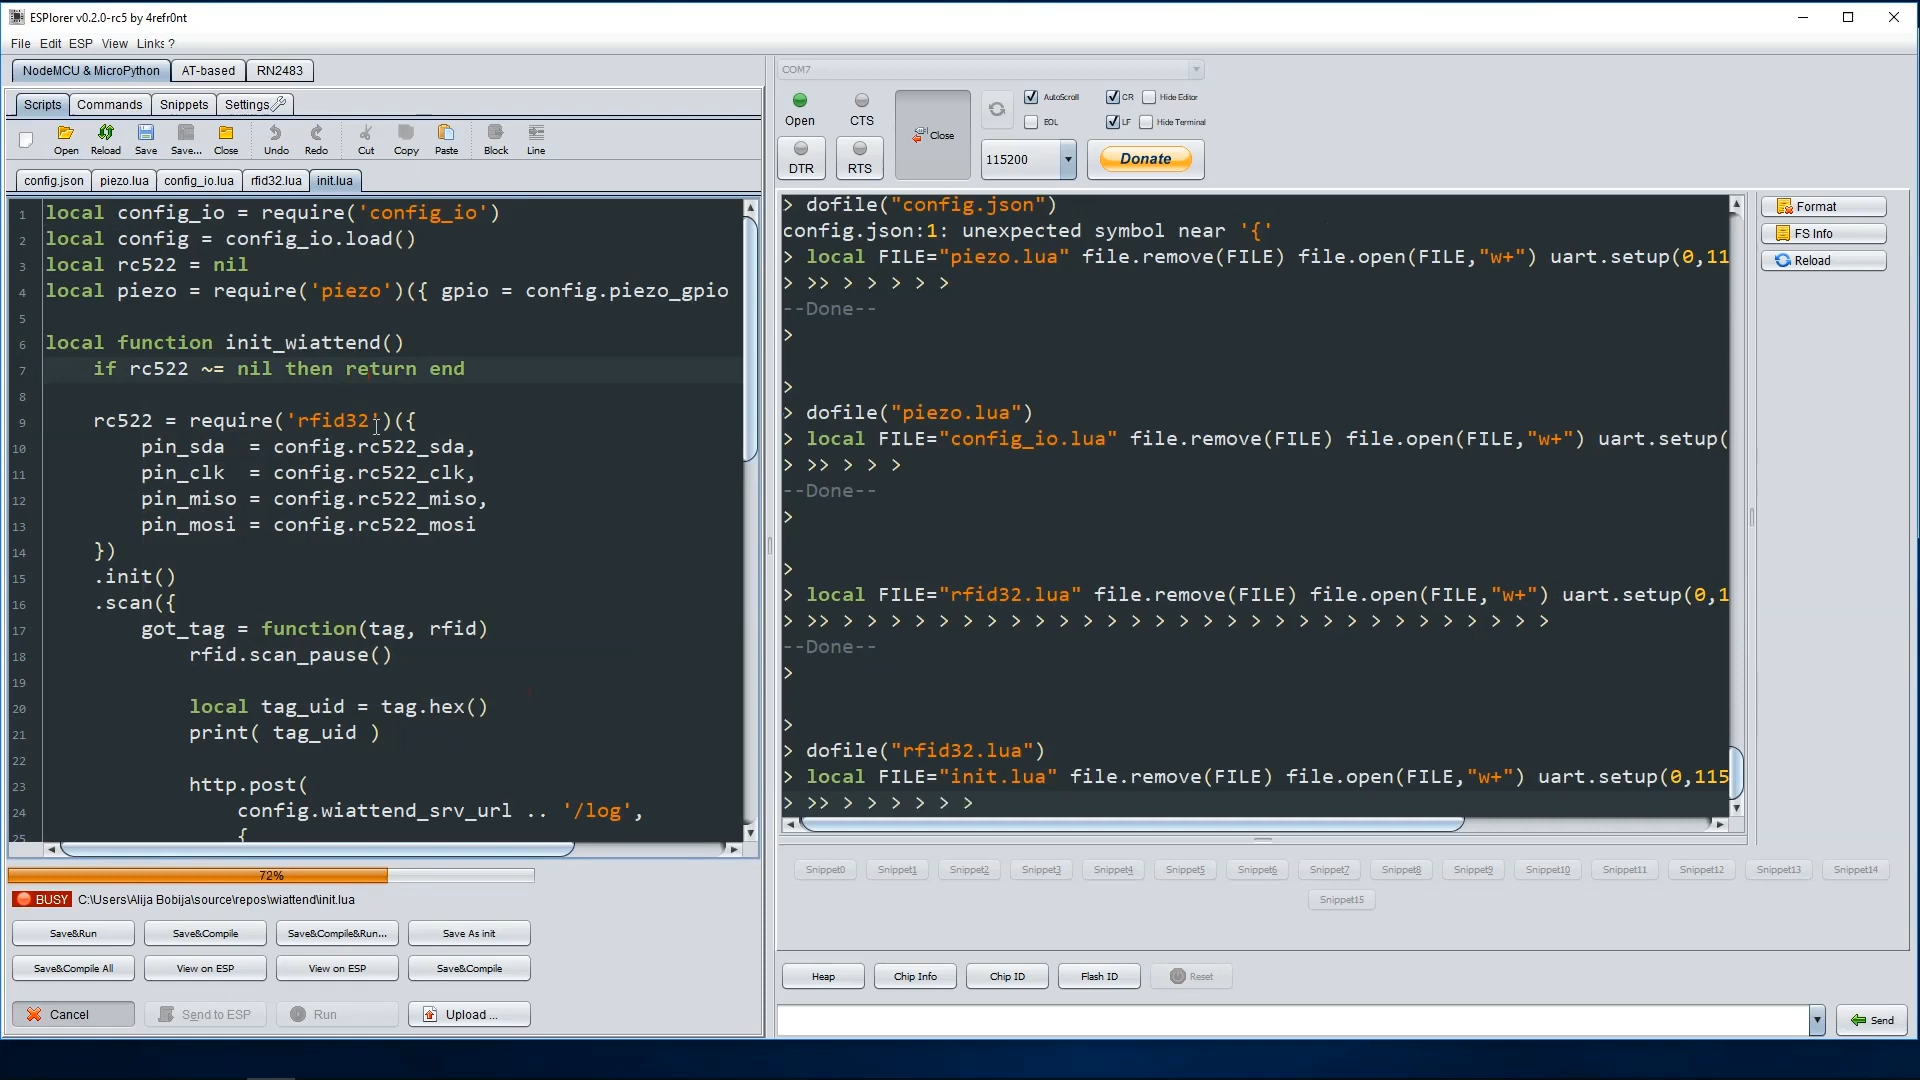 ESPlorer v0.2.0-rc5 by 4refr0nt
File Edit ESP View Links ?
NodeMCU & MicroPython AT-based RN2483
Scripts Commands Snippets Settings
Open Reload Save Save... Close Undo Redo Cut Copy Paste Block Line
config.json piezo.lua config_io.lua rfid32.lua init.lua
1 local config_io = require('config_io')
2 local config = config_io.load()
3 local rc522 = nil
4 local piezo = require('piezo')({ gpio = config.piezo_gpio
5
6 local function init_wiattend()
7 if rc522 ~= nil then return end
8
9 rc522 = require('rfid32')({
10 pin_sda = config.rc522_sda,
11 pin_clk = config.rc522_clk,
12 pin_miso = config.rc522_miso,
13 pin_mosi = config.rc522_mosi
14 })
15 .init()
16 .scan({
17 got_tag = function(tag, rfid)
18 rfid.scan_pause()
19
20 local tag_uid = tag.hex()
21 print( tag_uid )
22
23 http.post(
24 config.wiattend_srv_url .. '/log',
25 {
72%
BUSY C:\Users\Alija Bobija\source\repos\wiattend\init.lua
Save&Run Save&Compile Save&Compile&Run... Save As init
Save&Compile All View on ESP View on ESP Save&Compile
Cancel Send to ESP Run Upload ...
COM7
Open CTS Close AutoScroll CR Hide Editor
EOL LF Hide Terminal
DTR RTS 115200 Donate
> dofile("config.json")
config.json:1: unexpected symbol near '{'
> local FILE="piezo.lua" file.remove(FILE) file.open(FILE,"w+") uart.setup(0,11
> >> > > > > >
--Done--
>
>
> dofile("piezo.lua")
> local FILE="config_io.lua" file.remove(FILE) file.open(FILE,"w+") uart.setup(
> >> > > >
--Done--
>
>
> local FILE="rfid32.lua" file.remove(FILE) file.open(FILE,"w+") uart.setup(0,1
> >> > > > > > > > > > > > > > > > > > > > > > > > > > > > > > >
--Done--
>
>
> dofile("rfid32.lua")
> local FILE="init.lua" file.remove(FILE) file.open(FILE,"w+") uart.setup(0,115
> >> > > > > > >
Format
FS Info
Reload
Snippet0 Snippet1 Snippet2 Snippet3 Snippet4 Snippet5 Snippet6 Snippet7 Snippet8 Snippet9 Snippet10 Snippet11 Snippet12 Snippet13 Snippet14
Snippet15
Heap Chip Info Chip ID Flash ID Reset
Send